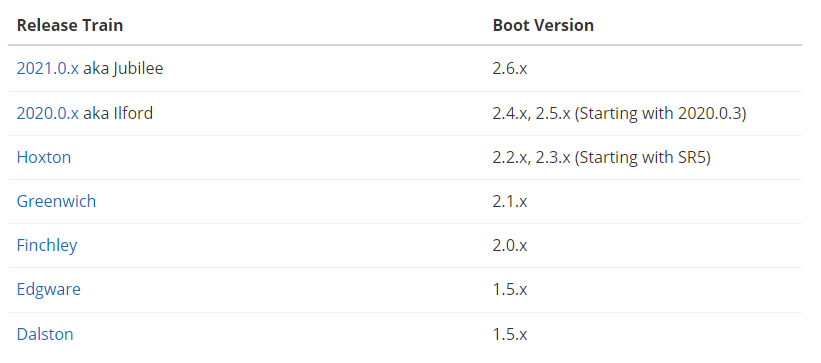 Release Train Boot Version
2021.0.x aka Jubilee 2.6.x
2020.0.x aka Ilford 2.4.x, 2.5.x (Starting with 2020.0.3)
Hoxton 2.2.x, 2.3.x (Starting with SR5)
Greenwich 2.1.x
Finchley 2.0.x
Edgware 1.5.x
Dalston 1.5.x